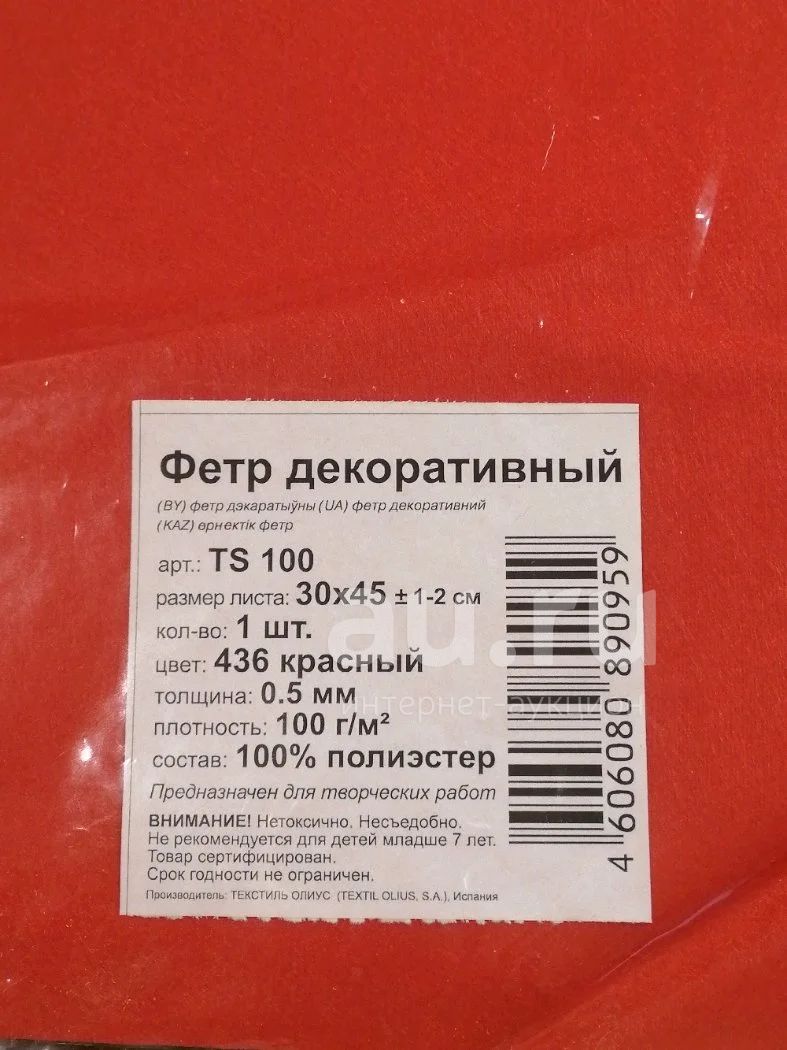 Фетр декоративный
(BY) фетр дэкаратыўны (UA) фетр декоративний
(KAZ) өрнектік фетр
арт.: TS 100
размер листа: 30x45 ± 1-2 см
кол-во: 1 шт.
цвет: 436 красный
толщина: 0.5 мм
плотность: 100 г/м²
состав: 100% полиэстер
Предназначен для творческих работ
ВНИМАНИЕ! Нетоксично. Несъедобно.
Не рекомендуется для детей младше 7 лет.
Товар сертифицирован.
Срок годности не ограничен.
Производитель: ТЕКСТИЛЬ ОЛИУС (TEXTIL OLIUS, S.A.), Испания
4 606080 890959
au.ru
интернет-аукцион